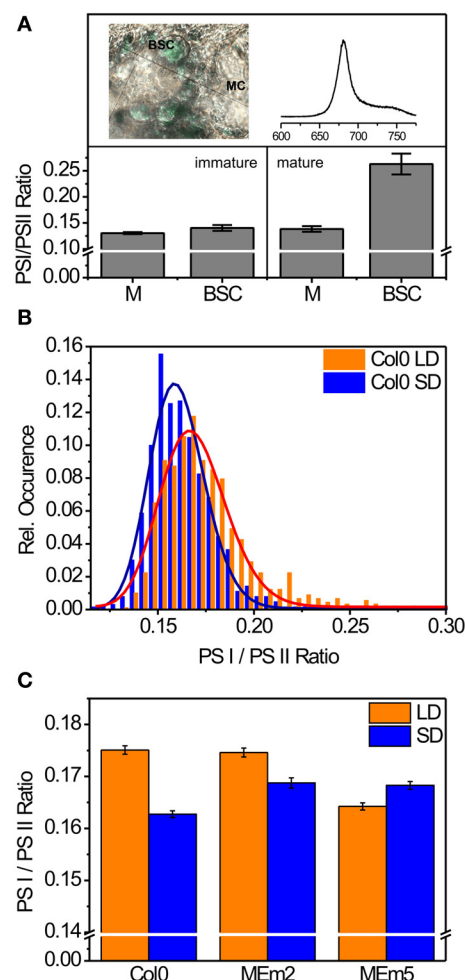 A
BSC
MC
600 650 700 750
PSI/PSII Ratio
0.25
0.20
0.15
0.10
0.00
immature
mature
M BSC M BSC
B
Rel. Occurence
0.16
0.14
0.12
0.10
0.08
0.06
0.04
0.02
0.00
Col0 LD
Col0 SD
0.15 0.20 0.25 0.30
PS I / PS II Ratio
C
PS I / PS II Ratio
0.18
0.17
0.16
0.15
0.14
0.00
LD
SD
Col0 MEm2 MEm5